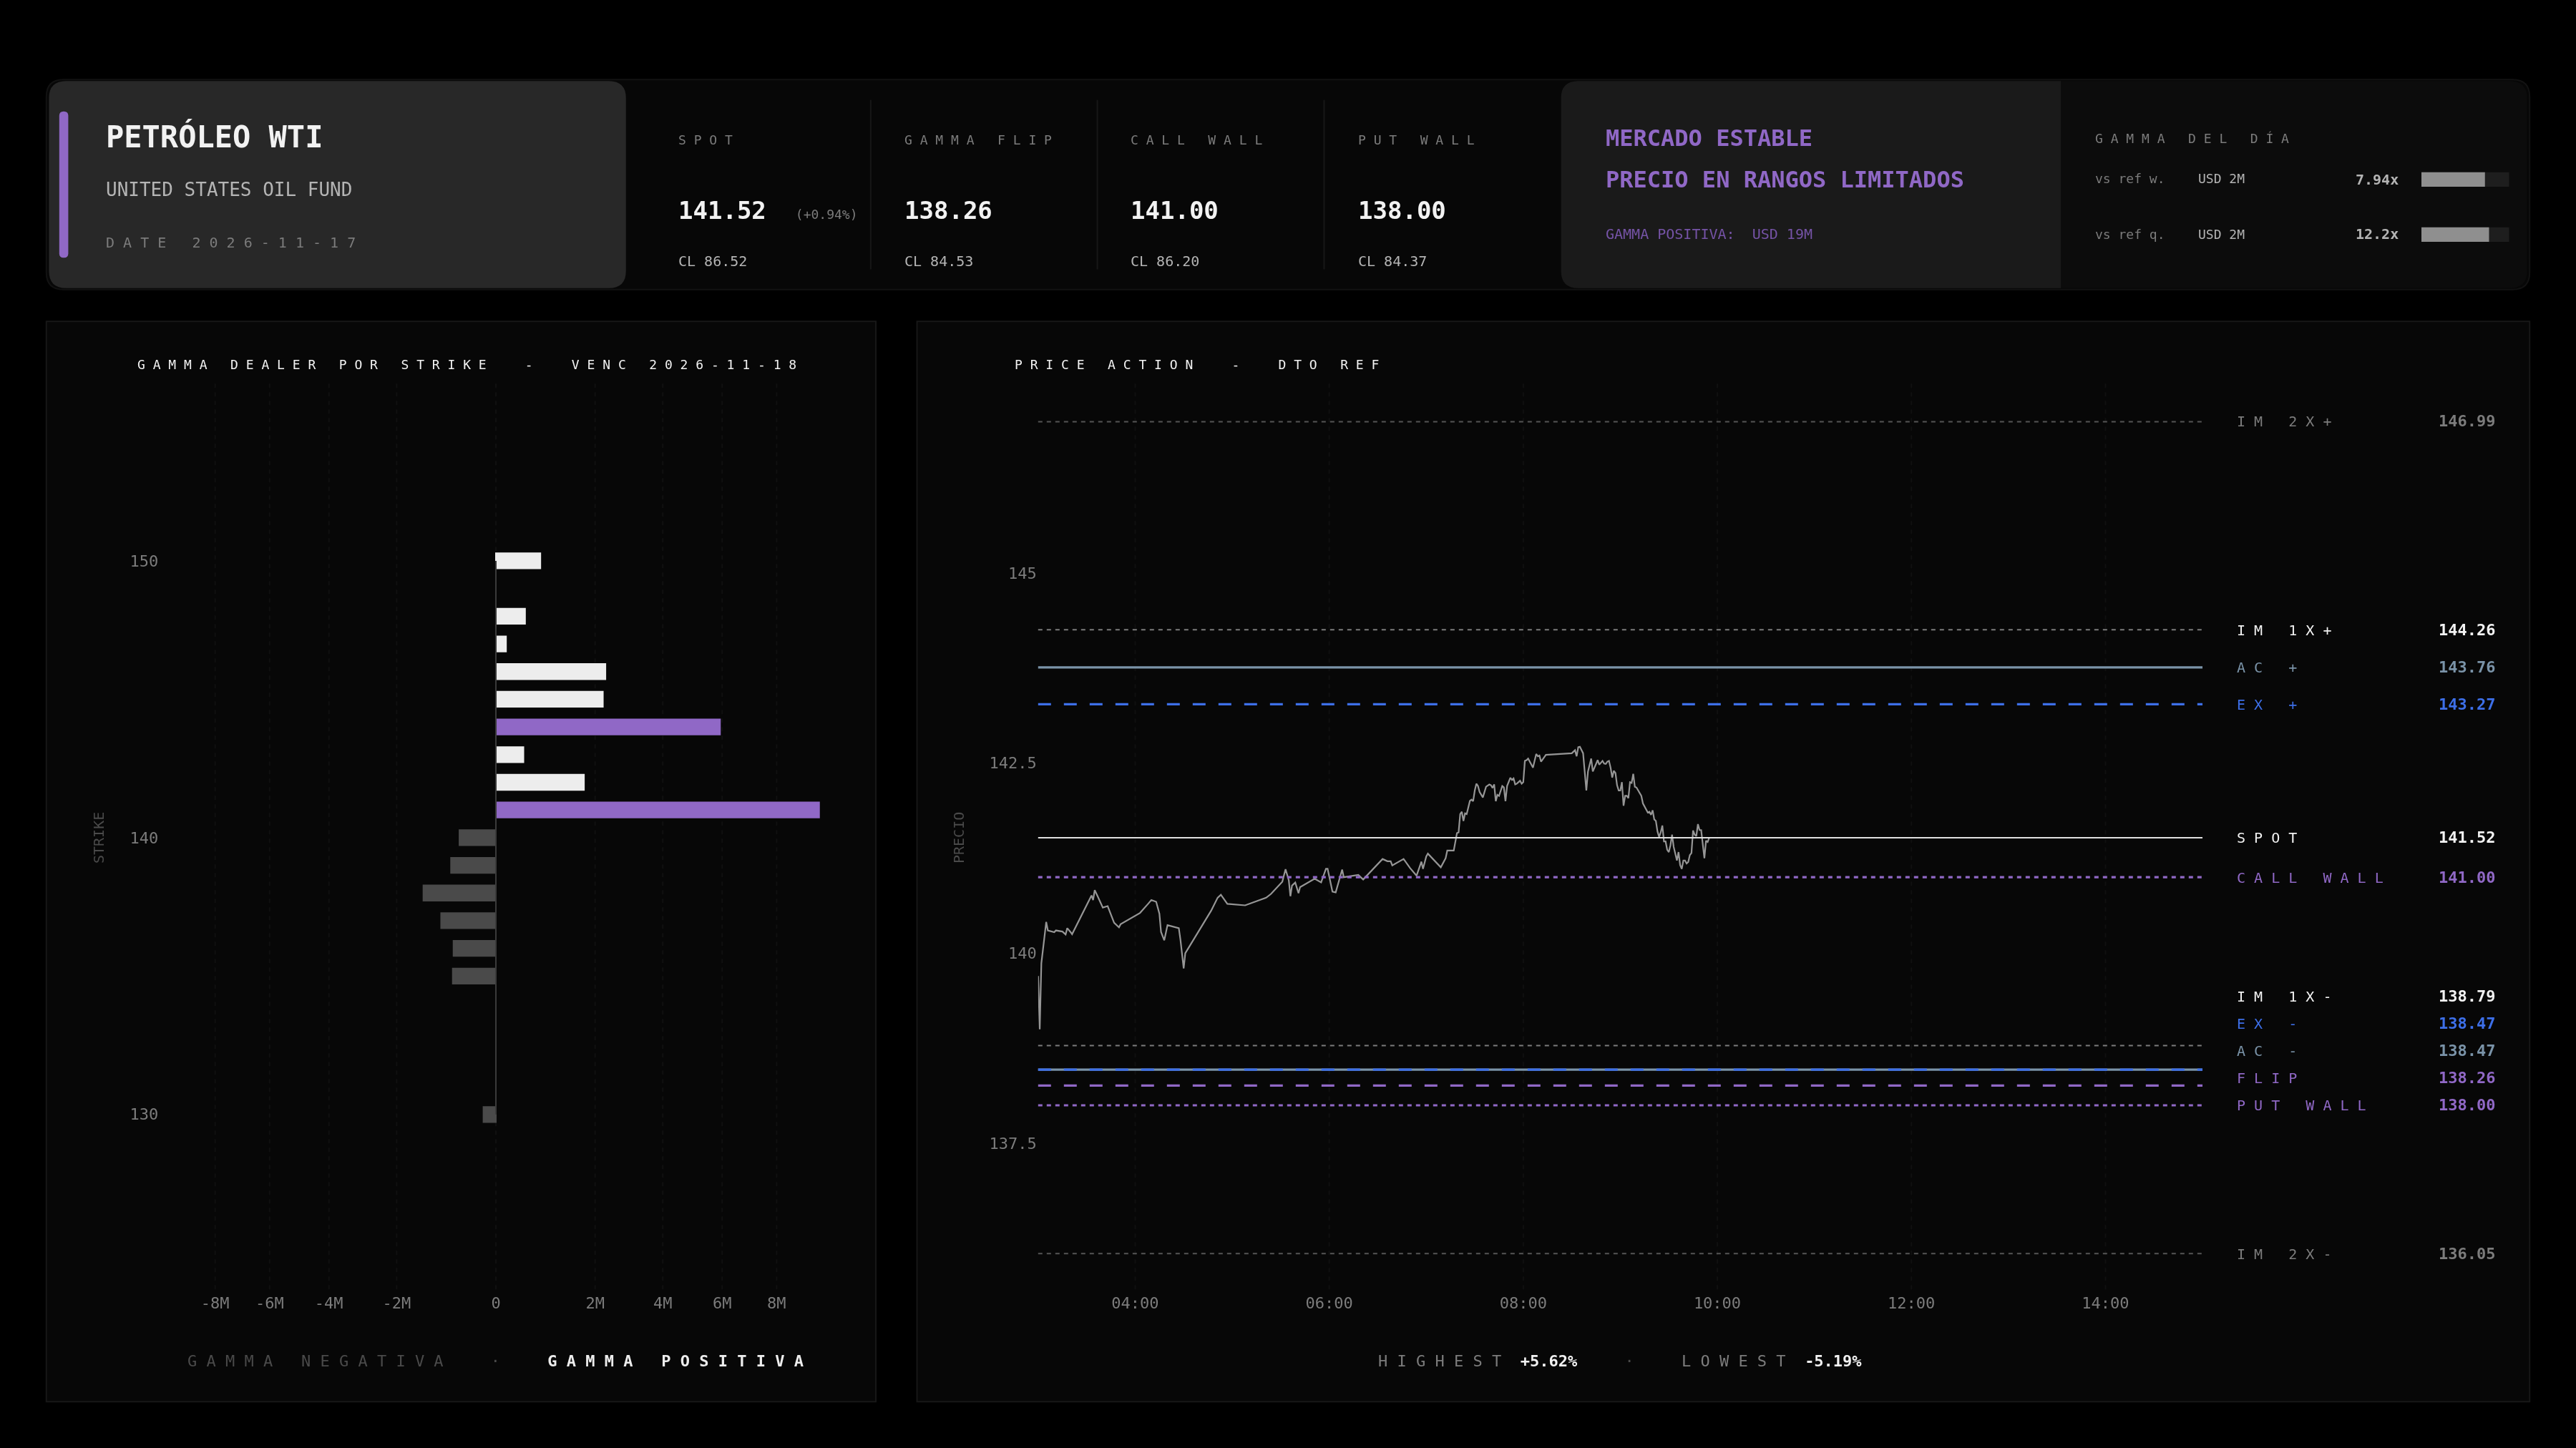 PETRÓLEO WTI
UNITED STATES OIL FUND
DATE 2026-11-17
SPOT
141.52 (+0.94%)
CL 86.52
GAMMA FLIP
138.26
CL 84.53
CALL WALL
141.00
CL 86.20
PUT WALL
138.00
CL 84.37
MERCADO ESTABLE
PRECIO EN RANGOS LIMITADOS
GAMMA POSITIVA: USD 19M
GAMMA DEL DÍA
vs ref w. USD 2M 7.94x
vs ref q. USD 2M 12.2x
GAMMA DEALER POR STRIKE - VENC 2026-11-18
STRIKE
150
140
130
-8M -6M -4M -2M 0 2M 4M 6M 8M
GAMMA NEGATIVA · GAMMA POSITIVA
PRICE ACTION - DTO REF
PRECIO
145
142.5
140
137.5
IM 2X+ 146.99
IM 1X+ 144.26
AC + 143.76
EX + 143.27
SPOT 141.52
CALL WALL 141.00
IM 1X- 138.79
EX - 138.47
AC - 138.47
FLIP 138.26
PUT WALL 138.00
IM 2X- 136.05
04:00 06:00 08:00 10:00 12:00 14:00
HIGHEST +5.62% · LOWEST -5.19%